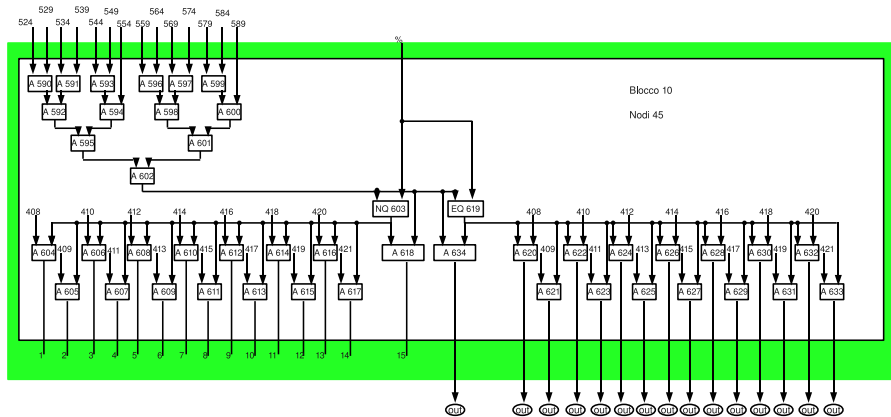 529 539 549 564 574 584
524 534 544 554 559 569 579 589
%
A 590 A 591 A 593 A 596 A 597 A 599
Blocco 10
A 592 A 594 A 598 A 600
Nodi 45
A 595 A 601
A 602
NQ 603 EQ 619
408 410 412 414 416 418 420 408 410 412 414 416 418 420
409 411 413 415 417 419 421 409 411 413 415 417 419 421
A 604 A 606 A 608 A 610 A 612 A 614 A 616 A 618 A 634 A 620 A 622 A 624 A 626 A 628 A 630 A 632
A 605 A 607 A 609 A 611 A 613 A 615 A 617 A 621 A 623 A 625 A 627 A 629 A 631 A 633
1 2 3 4 5 6 7 8 9 10 11 12 13 14 15
out out out out out out out out out out out out out out out